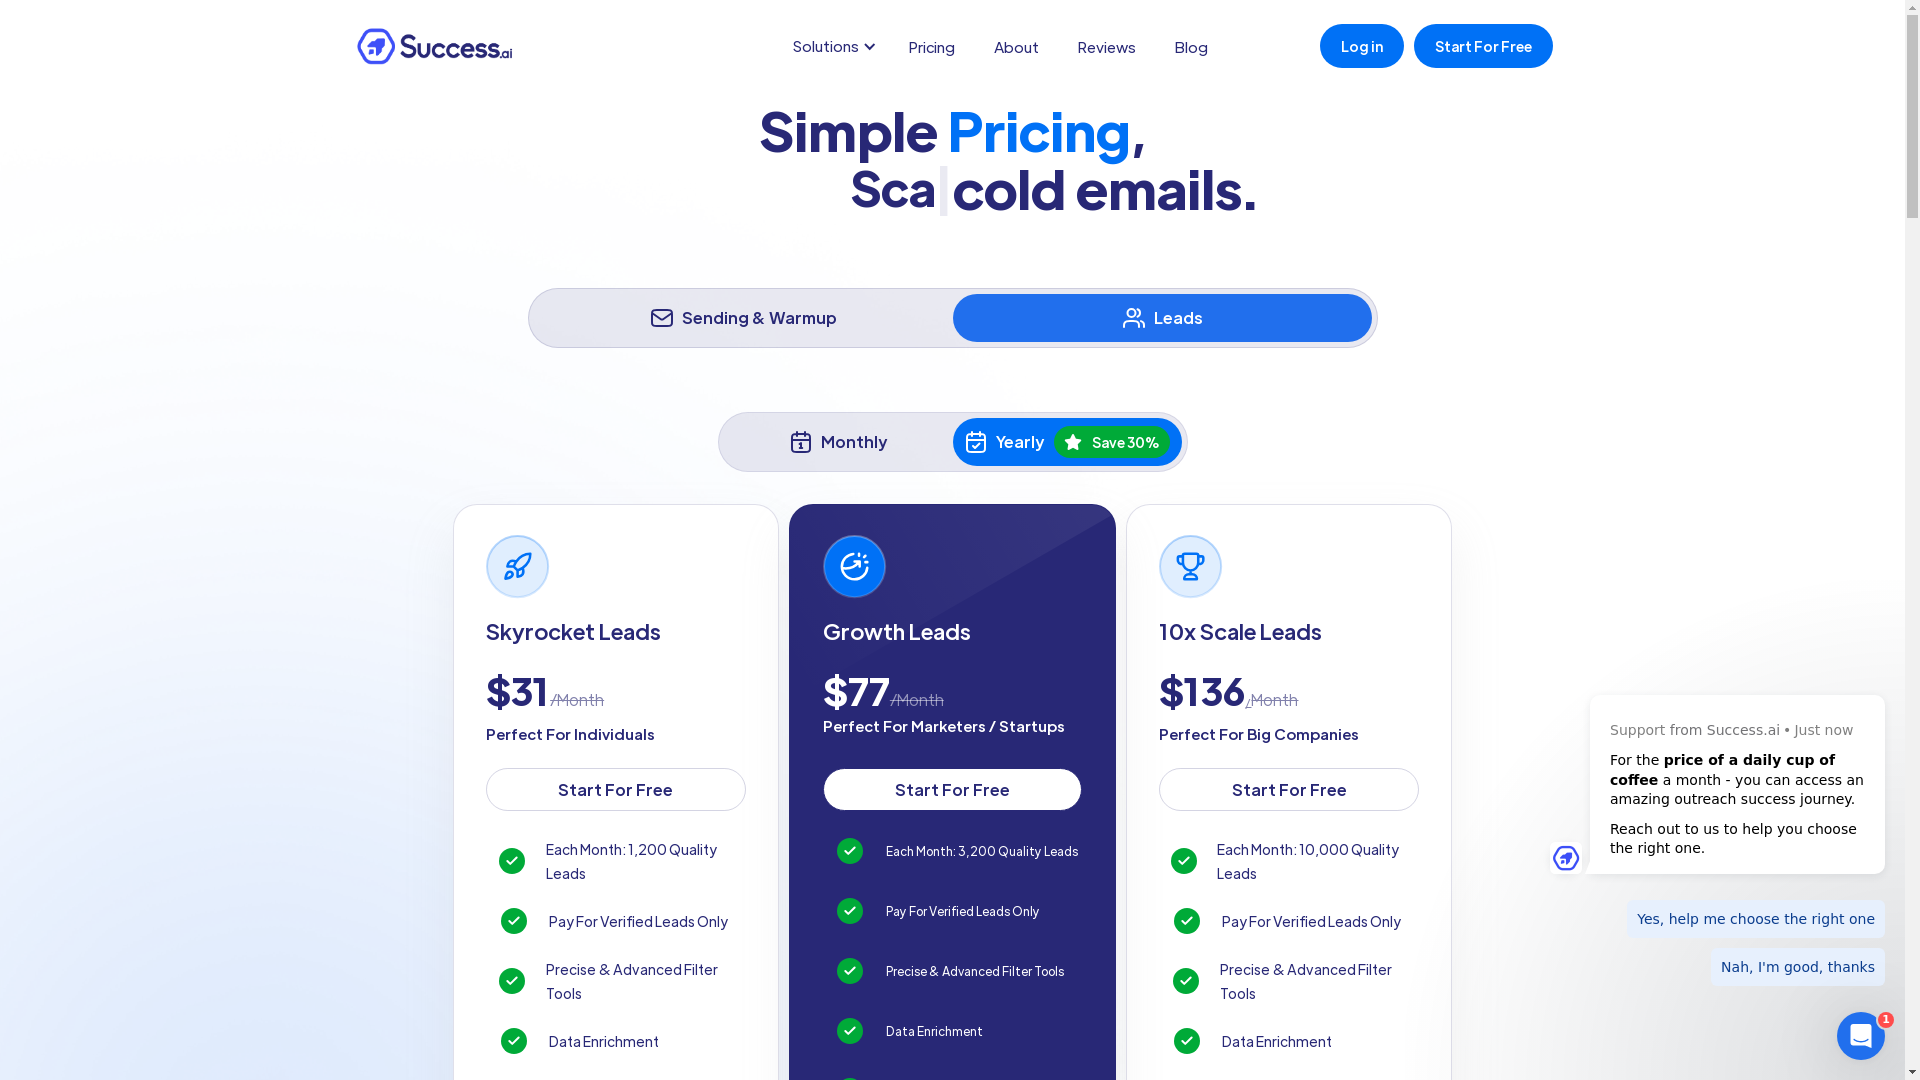 Success.ai
Solutions
Pricing
About
Reviews
Blog
Log in
Start For Free
Simple Pricing,
Sca|cold emails.
Sending & Warmup
Leads
Monthly
Yearly
Save 30%
Skyrocket Leads
$31 /Month
Perfect For Individuals
Start For Free
Each Month: 1,200 Quality
Leads
Pay For Verified Leads Only
Precise & Advanced Filter
Tools
Data Enrichment
Growth Leads
$77 /Month
Perfect For Marketers / Startups
Start For Free
Each Month: 3,200 Quality Leads
Pay For Verified Leads Only
Precise & Advanced Filter Tools
Data Enrichment
10x Scale Leads
$136 /Month
Perfect For Big Companies
Start For Free
Each Month: 10,000 Quality
Leads
Pay For Verified Leads Only
Precise & Advanced Filter
Tools
Data Enrichment
Support from Success.ai • Just now
For the price of a daily cup of
coffee a month - you can access an
amazing outreach success journey.
Reach out to us to help you choose
the right one.
Yes, help me choose the right one
Nah, I'm good, thanks
1